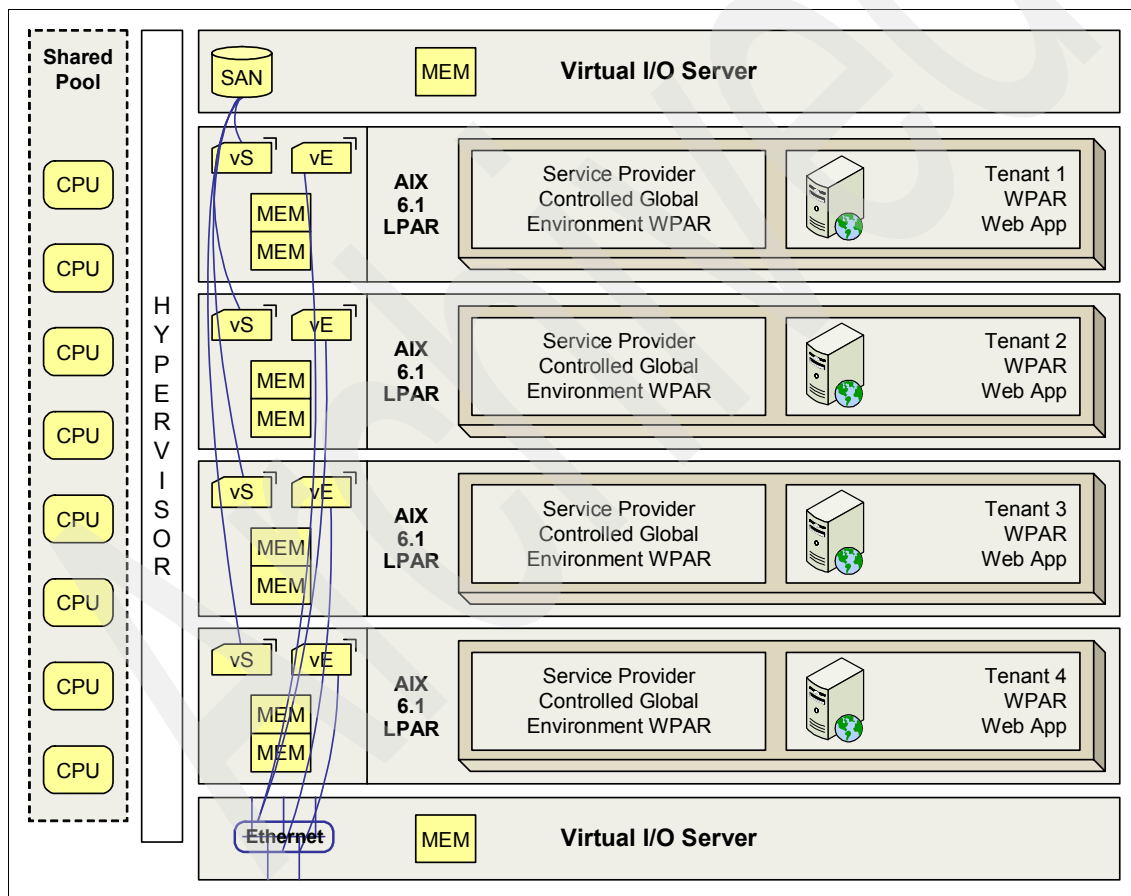 Shared
Pool
CPU
CPU
CPU
CPU
CPU
CPU
CPU
CPU
HYPERVISOR
SAN
MEM
Virtual I/O Server
vS
vE
MEM
MEM
AIX
6.1
LPAR
Service Provider
Controlled Global
Environment WPAR
Tenant 1
WPAR
Web App
vS
vE
MEM
MEM
AIX
6.1
LPAR
Service Provider
Controlled Global
Environment WPAR
Tenant 2
WPAR
Web App
vS
vE
MEM
MEM
AIX
6.1
LPAR
Service Provider
Controlled Global
Environment WPAR
Tenant 3
WPAR
Web App
vS
vE
MEM
MEM
AIX
6.1
LPAR
Service Provider
Controlled Global
Environment WPAR
Tenant 4
WPAR
Web App
Ethernet
MEM
Virtual I/O Server
Archived